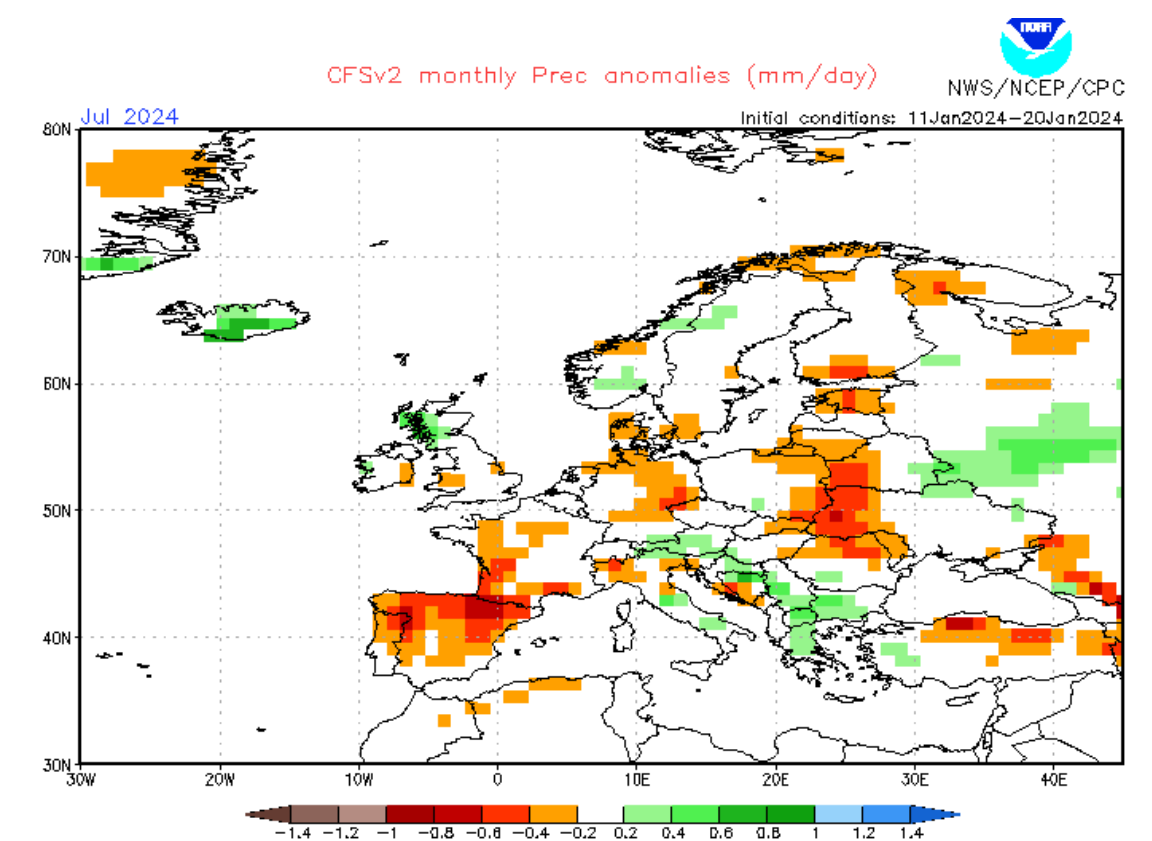 NOAA
CFSv2 monthly Prec anomalies (mm/day)
NWS/NCEP/CPC
Jul 2024
Initial conditions: 11Jan2024–20Jan2024
80N
70N
60N
50N
40N
30N
30W 20W 10W 0 10E 20E 30E 40E
−1.4 −1.2 −1 −0.8 −0.6 −0.4 −0.2 0.2 0.4 0.6 0.8 1 1.2 1.4